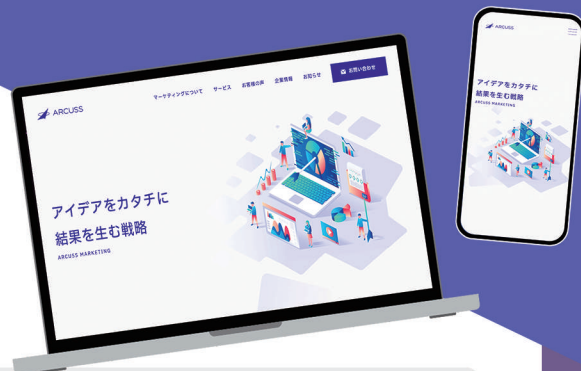 ARCUSS
マーケティングについて サービス お客様の声 企業情報 お知らせ お問い合わせ
アイデアをカタチに
結果を生む戦略
ARCUSS MARKETING
ARCUSS
アイデアをカタチに
結果を生む戦略
ARCUSS MARKETING